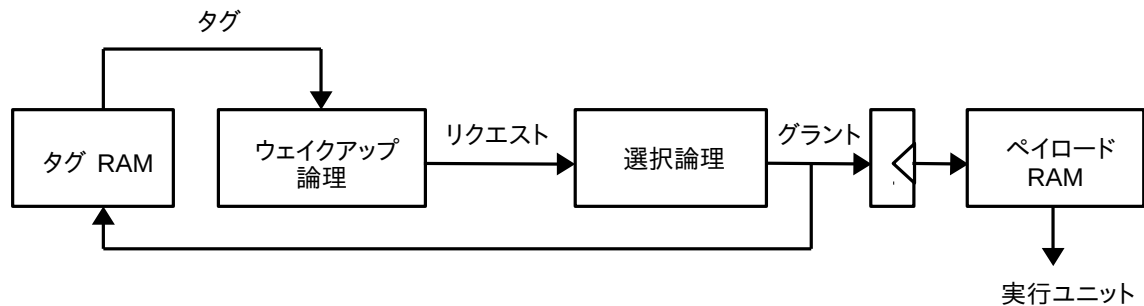 タグ
タグ RAM
ウェイクアップ
論理
リクエスト
選択論理
グラント
ペイロード
RAM
実行ユニット